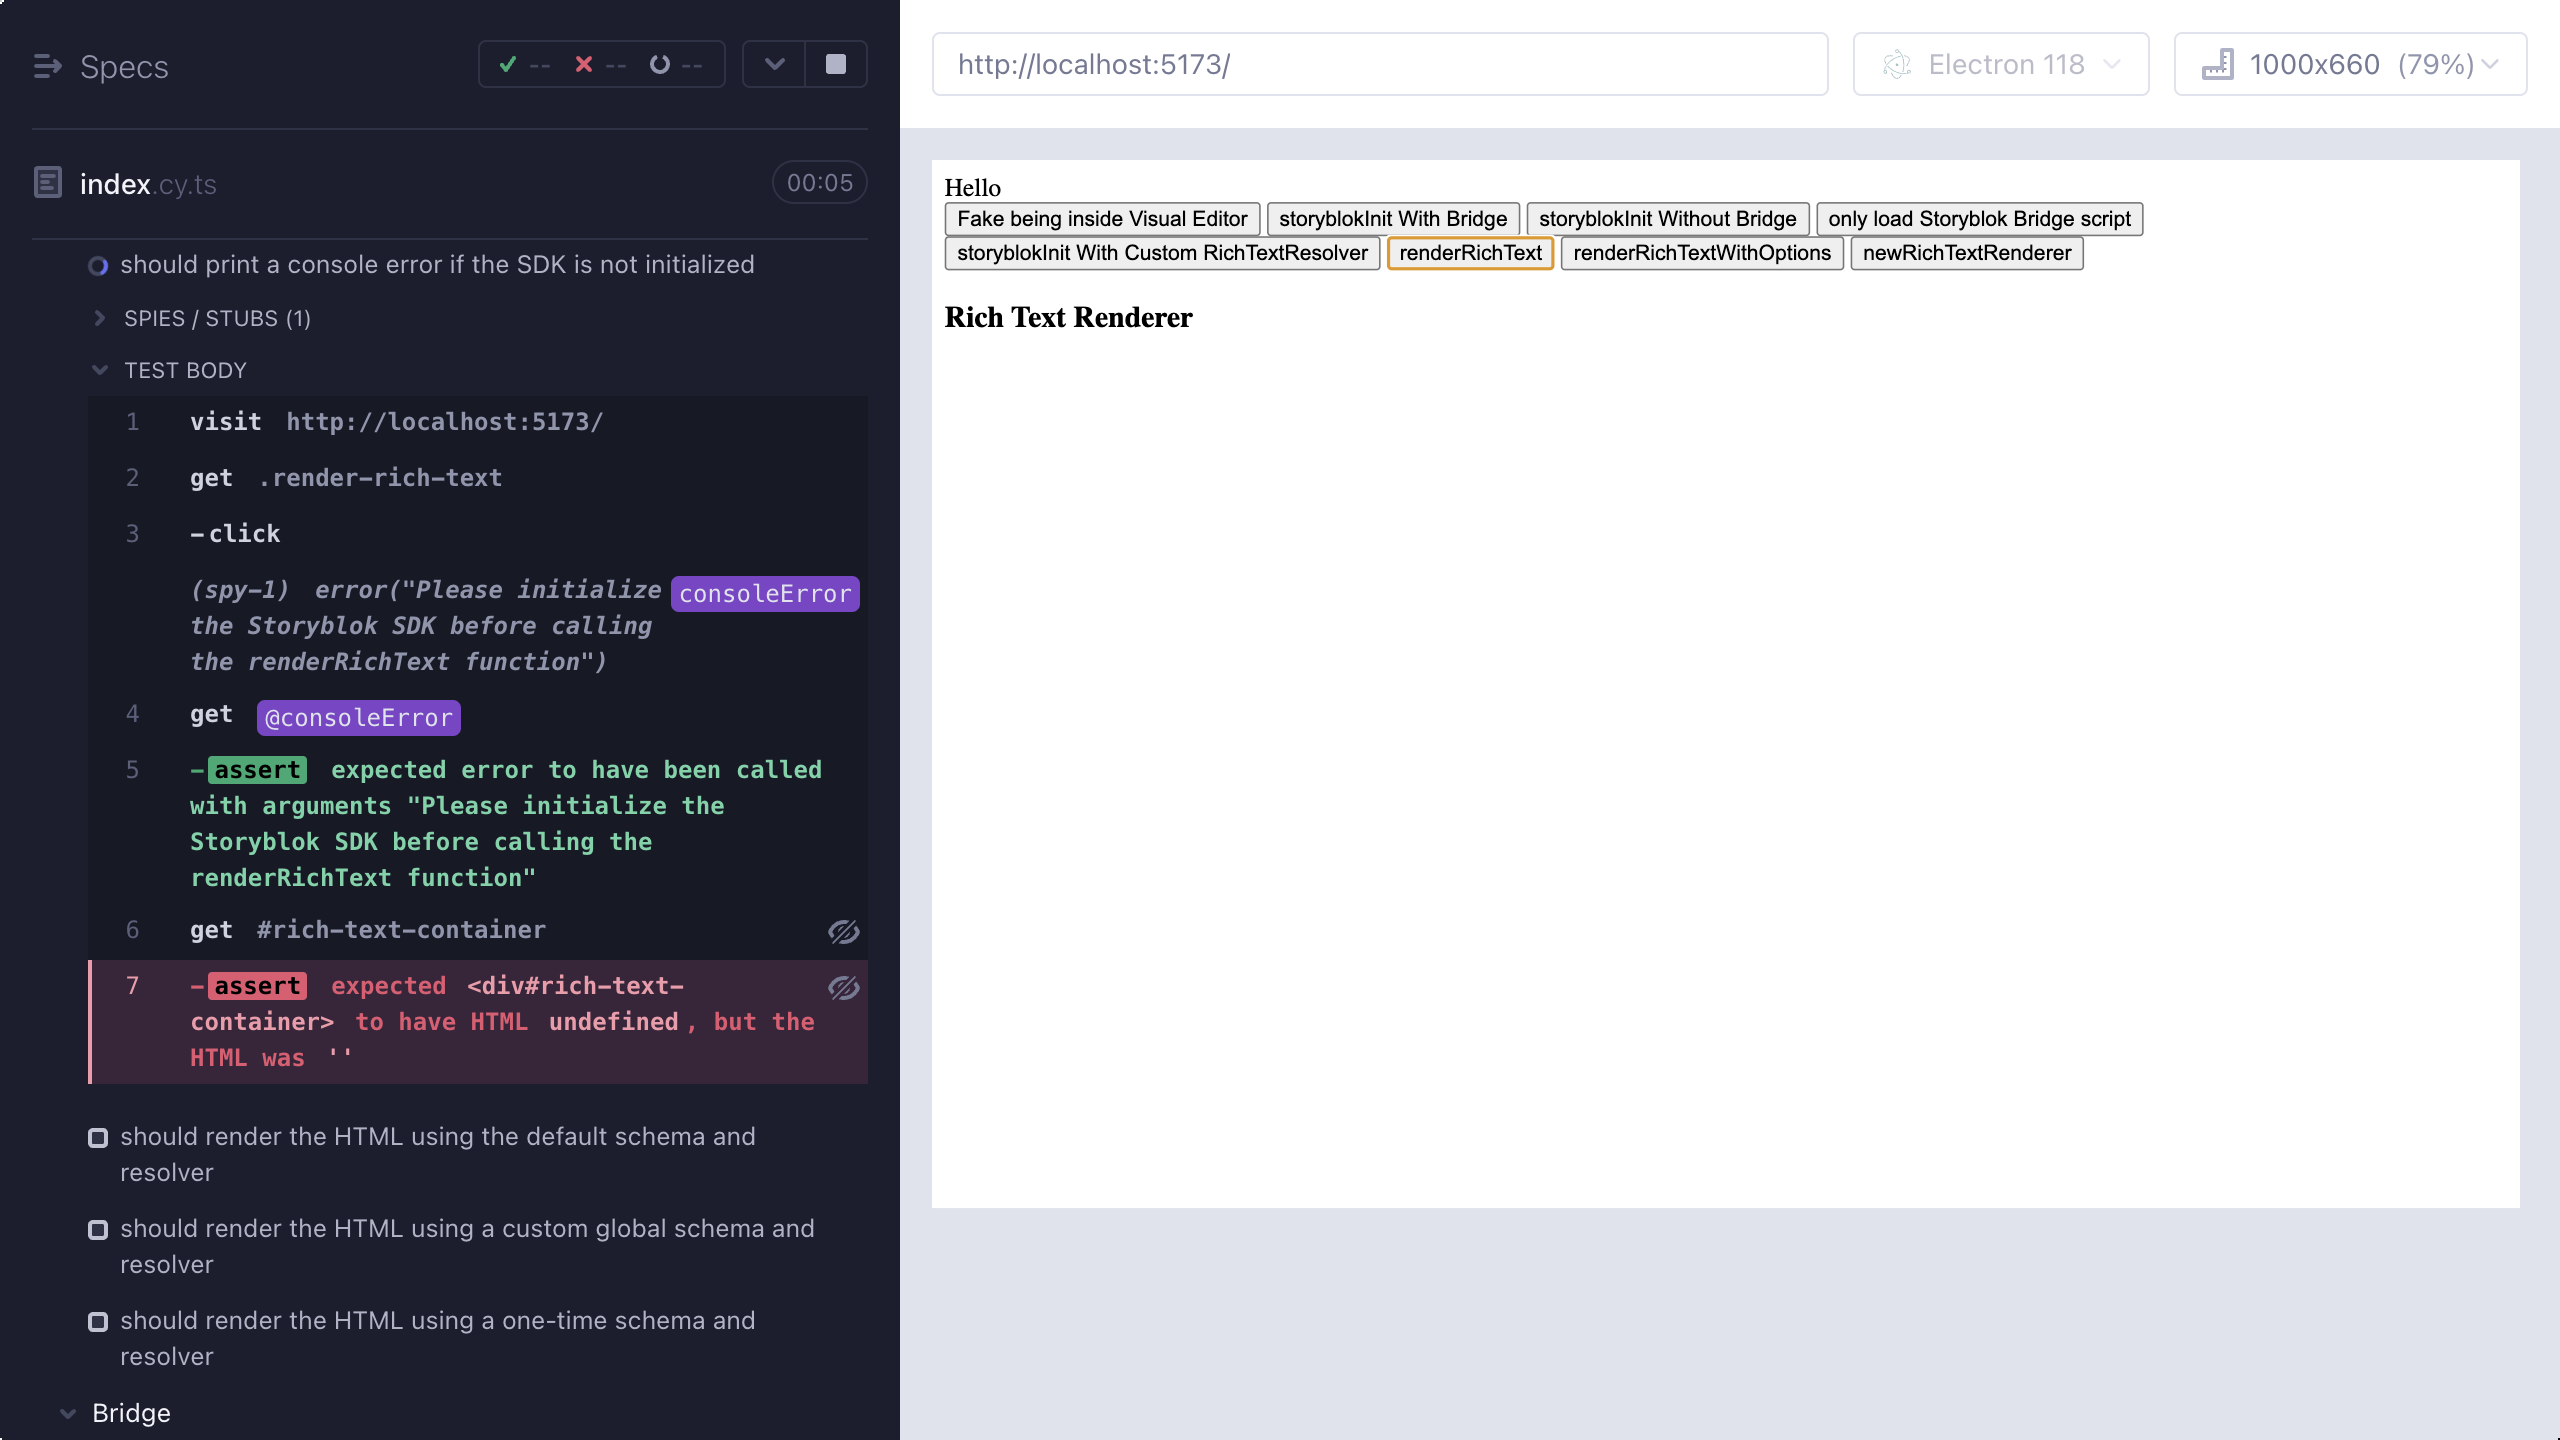 Specs
-- -- --
index.cy.ts
00:05
should print a console error if the SDK is not initialized
SPIES / STUBS (1)
TEST BODY
1 visit http://localhost:5173/
2 get .render-rich-text
3 -click
(spy-1) error("Please initialize consoleError
the Storyblok SDK before calling
the renderRichText function")
4 get @consoleError
5 -assert expected error to have been called
with arguments "Please initialize the
Storyblok SDK before calling the
renderRichText function"
6 get #rich-text-container
7 -assert expected <div#rich-text-
container> to have HTML undefined, but the
HTML was ''
should render the HTML using the default schema and
resolver
should render the HTML using a custom global schema and
resolver
should render the HTML using a one-time schema and
resolver
Bridge
http://localhost:5173/
Electron 118
1000x660 (79%)
Hello
Fake being inside Visual Editor storyblokInit With Bridge storyblokInit Without Bridge only load Storyblok Bridge script
storyblokInit With Custom RichTextResolver renderRichText renderRichTextWithOptions newRichTextRenderer
Rich Text Renderer